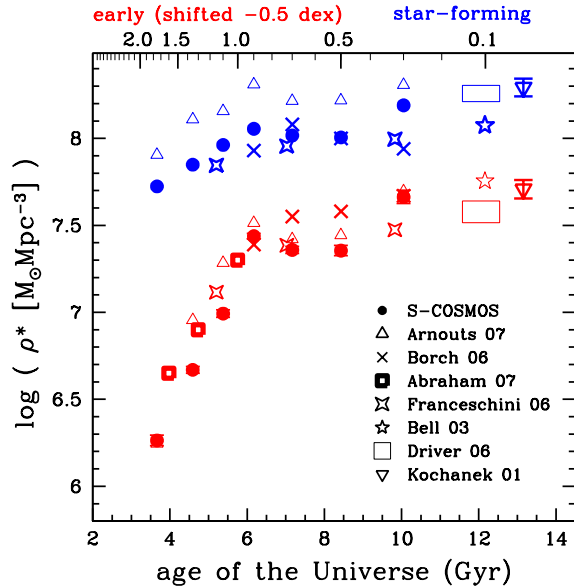 early (shifted −0.5 dex) star−forming
2.0 1.5 1.0 0.5 0.1
8
7.5
7
6.5
6
log ( ρ* [M⊙Mpc−3] )
S−COSMOS
Arnouts 07
Borch 06
Abraham 07
Franceschini 06
Bell 03
Driver 06
Kochanek 01
2 4 6 8 10 12 14
age of the Universe (Gyr)